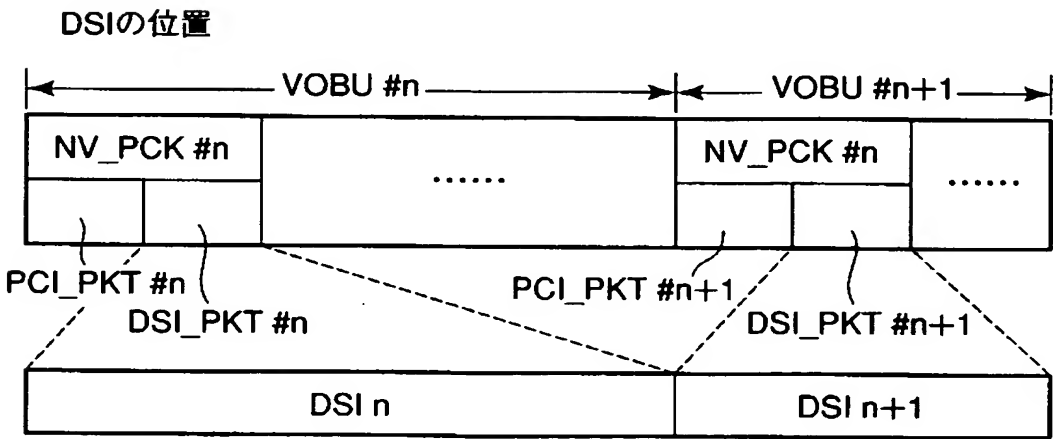 DSIの位置
VOBU #n
VOBU #n+1
NV_PCK #n
......
NV_PCK #n
......
PCI_PKT #n
DSI_PKT #n
PCI_PKT #n+1
DSI_PKT #n+1
DSI n
DSI n+1